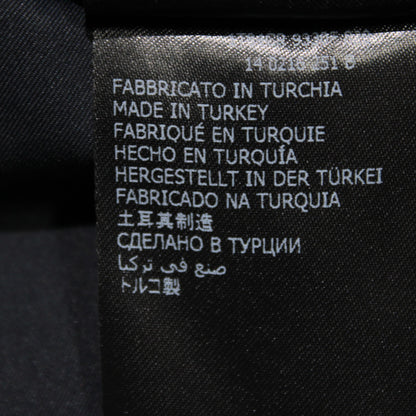 FABBRICATO IN TURCHIA
MADE IN TURKEY
FABRIQUÉ EN TURQUIE
HECHO EN TURQUÍA
HERGESTELLT IN DER TÜRKEI
FABRICADO NA TURQUIA
土耳其制造
СДЕЛАНО В ТУРЦИИ
صنع في تركيا
トルコ製